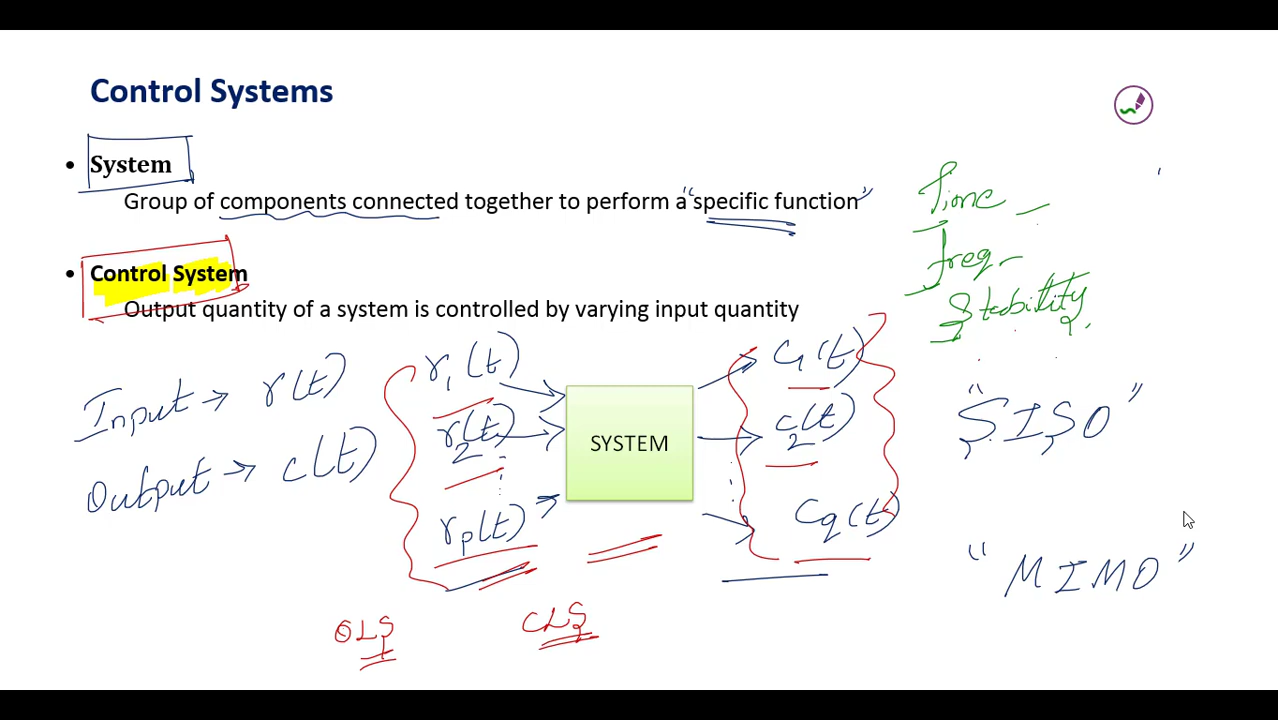 Control Systems
• System
Group of components connected together to perform a "specific function"
• Control System
Output quantity of a system is controlled by varying input quantity
Time
freq
Stability
Input → r(t)
Output → c(t)
r1(t)
r2(t)
rp(t)
SYSTEM
c1(t)
c2(t)
cq(t)
"SISO"
"MIMO"
OLS
CLS